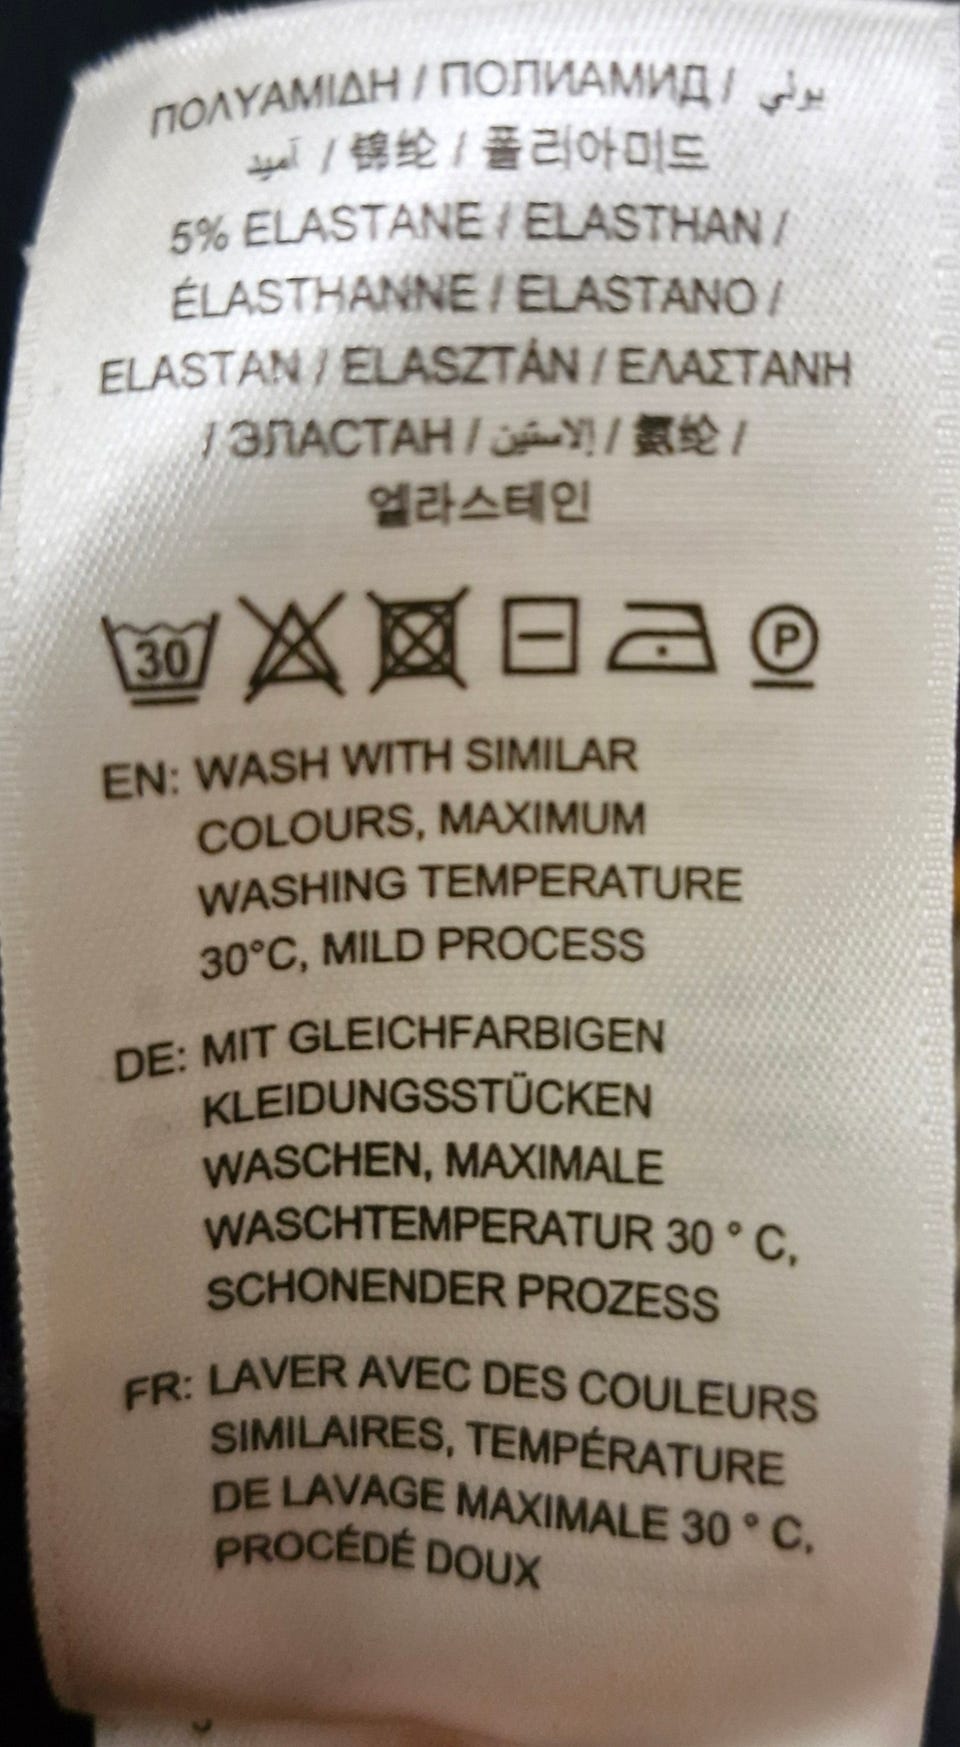 ΠΟΛΥΑΜΙΔΗ / ПОЛИАМИД / بولي
أميد / 锦纶 / 폴리아미드
5% ELASTANE / ELASTHAN /
ÉLASTHANNE / ELASTANO /
ELASTAN / ELASZTÁN / ΕΛΑΣΤΑΝΗ
/ ЭЛАСТАН / إلاستين / 氨纶 /
엘라스테인
30 P
EN: WASH WITH SIMILAR
COLOURS, MAXIMUM
WASHING TEMPERATURE
30°C, MILD PROCESS
DE: MIT GLEICHFARBIGEN
KLEIDUNGSSTÜCKEN
WASCHEN, MAXIMALE
WASCHTEMPERATUR 30 ° C,
SCHONENDER PROZESS
FR: LAVER AVEC DES COULEURS
SIMILAIRES, TEMPÉRATURE
DE LAVAGE MAXIMALE 30 ° C,
PROCÉDÉ DOUX